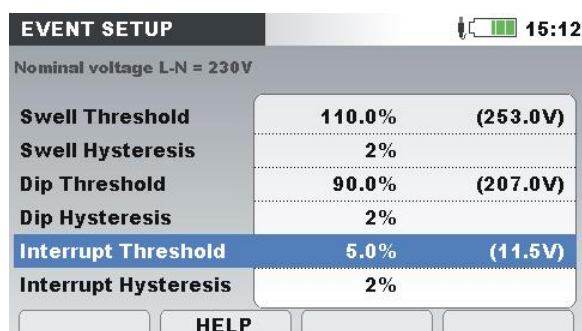 EVENT SETUP 15:12
Nominal voltage L-N = 230V
Swell Threshold 110.0% (253.0V)
Swell Hysteresis 2%
Dip Threshold 90.0% (207.0V)
Dip Hysteresis 2%
Interrupt Threshold 5.0% (11.5V)
Interrupt Hysteresis 2%
HELP